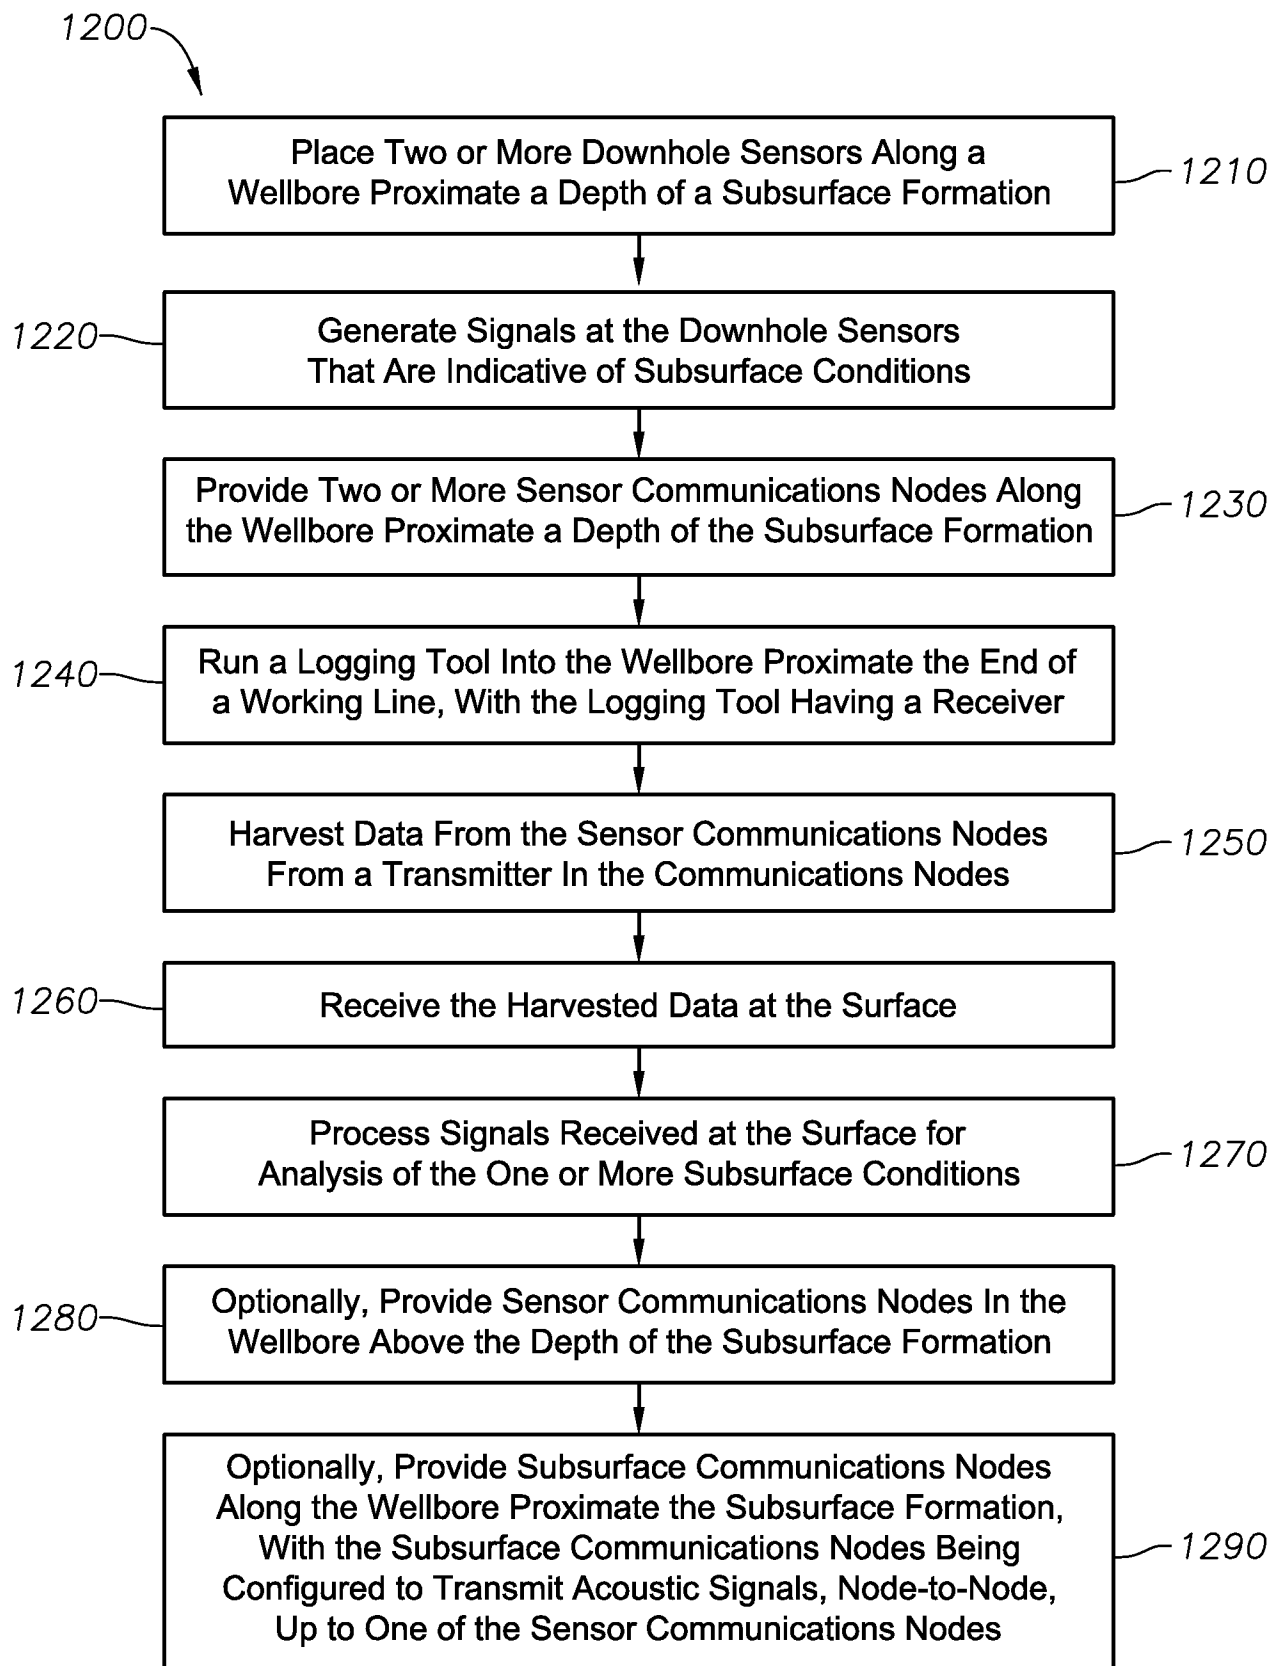 1200
Place Two or More Downhole Sensors Along a
Wellbore Proximate a Depth of a Subsurface Formation
1210
1220
Generate Signals at the Downhole Sensors
That Are Indicative of Subsurface Conditions
Provide Two or More Sensor Communications Nodes Along
the Wellbore Proximate a Depth of the Subsurface Formation
1230
1240
Run a Logging Tool Into the Wellbore Proximate the End of
a Working Line, With the Logging Tool Having a Receiver
Harvest Data From the Sensor Communications Nodes
From a Transmitter In the Communications Nodes
1250
1260
Receive the Harvested Data at the Surface
Process Signals Received at the Surface for
Analysis of the One or More Subsurface Conditions
1270
1280
Optionally, Provide Sensor Communications Nodes In the
Wellbore Above the Depth of the Subsurface Formation
Optionally, Provide Subsurface Communications Nodes
Along the Wellbore Proximate the Subsurface Formation,
With the Subsurface Communications Nodes Being
Configured to Transmit Acoustic Signals, Node-to-Node,
Up to One of the Sensor Communications Nodes
1290